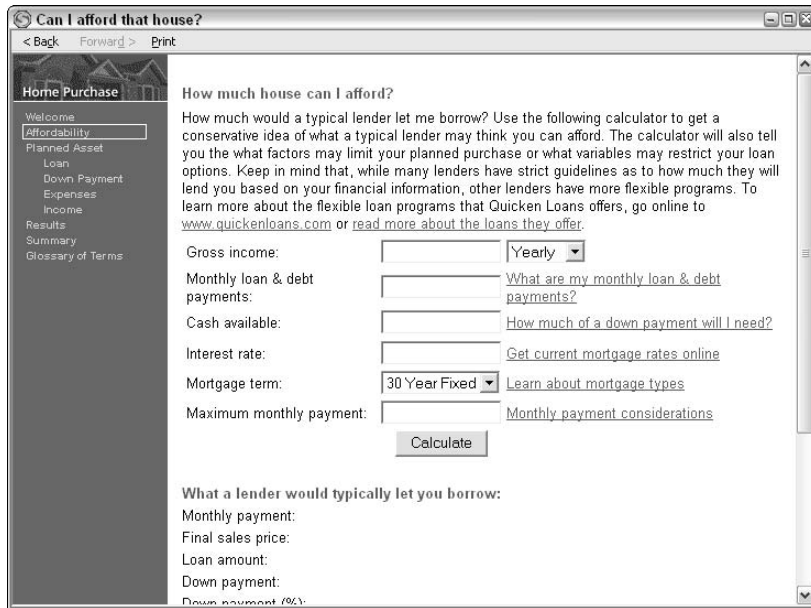 Can I afford that house?
< Back Forward > Print
Home Purchase
Welcome
Affordability
Planned Asset
Loan
Down Payment
Expenses
Income
Results
Summary
Glossary of Terms
How much house can I afford?
How much would a typical lender let me borrow? Use the following calculator to get a
conservative idea of what a typical lender may think you can afford. The calculator will also tell
you the what factors may limit your planned purchase or what variables may restrict your loan
options. Keep in mind that, while many lenders have strict guidelines as to how much they will
lend you based on your financial information, other lenders have more flexible programs. To
learn more about the flexible loan programs that Quicken Loans offers, go online to
www.quickenloans.com or read more about the loans they offer.
Gross income: Yearly
Monthly loan & debt
payments:
What are my monthly loan & debt
payments?
Cash available: How much of a down payment will I need?
Interest rate: Get current mortgage rates online
Mortgage term: 30 Year Fixed Learn about mortgage types
Maximum monthly payment: Monthly payment considerations
Calculate
What a lender would typically let you borrow:
Monthly payment:
Final sales price:
Loan amount:
Down payment:
Down payment (%):